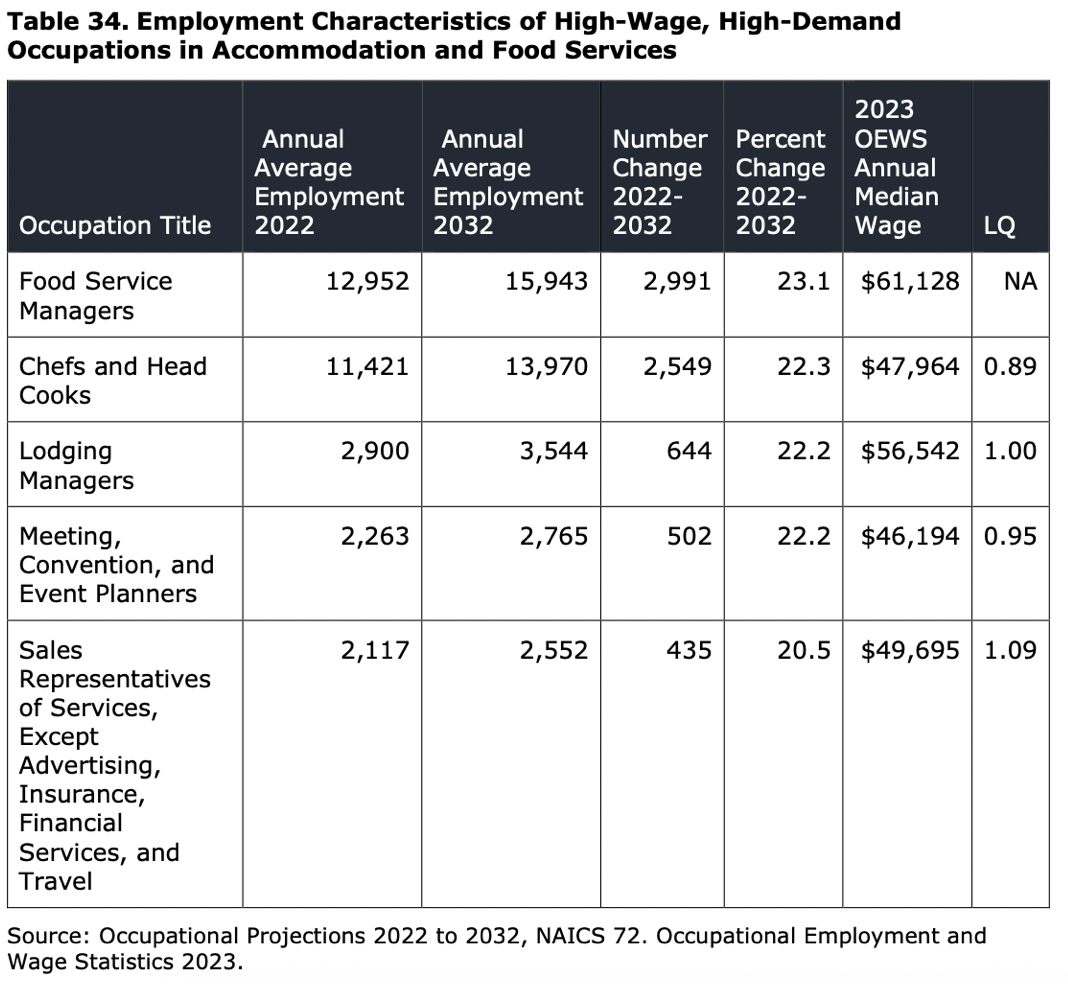 Table 34. Employment Characteristics of High-Wage, High-Demand
Occupations in Accommodation and Food Services
Occupation Title
Annual
Average
Employment
2022
Annual
Average
Employment
2032
Number
Change
2022-
2032
Percent
Change
2022-
2032
2023
OEWS
Annual
Median
Wage
LQ
Food Service 12,952 15,943 2,991 23.1 $61,128 NA
Managers
Chefs and Head 11,421 13,970 2,549 22.3 $47,964 0.89
Cooks
Lodging 2,900 3,544 644 22.2 $56,542 1.00
Managers
Meeting, 2,263 2,765 502 22.2 $46,194 0.95
Convention, and
Event Planners
Sales 2,117 2,552 435 20.5 $49,695 1.09
Representatives
of Services,
Except
Advertising,
Insurance,
Financial
Services, and
Travel
Source: Occupational Projections 2022 to 2032, NAICS 72. Occupational Employment and
Wage Statistics 2023.